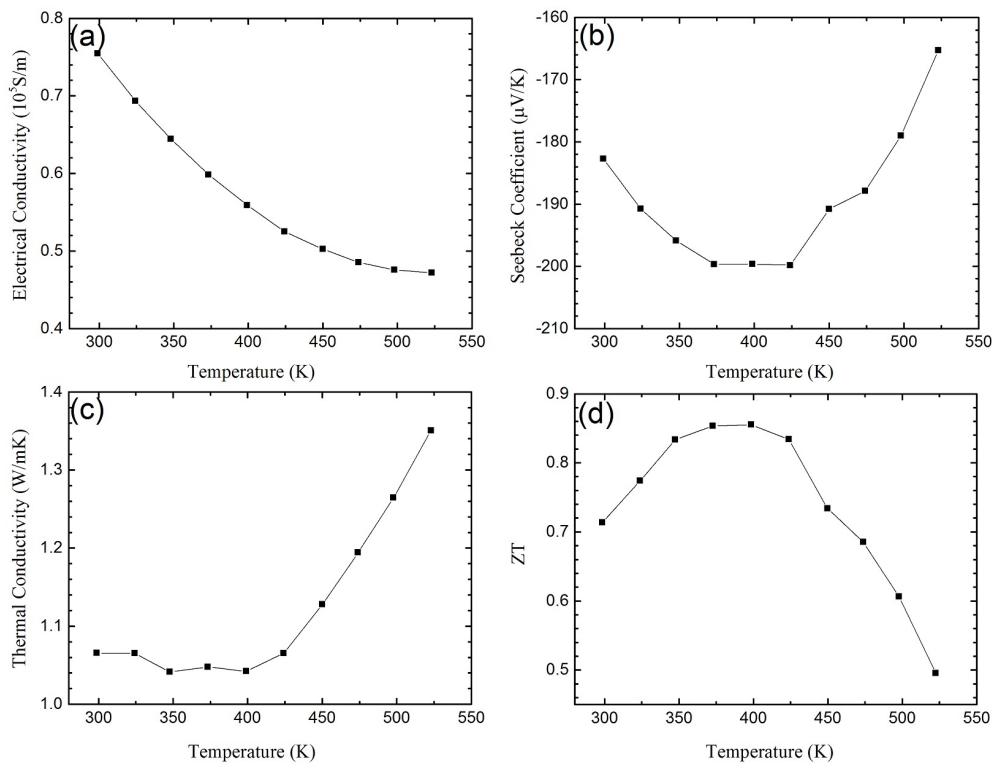 (a)
0.8
0.7
0.6
0.5
0.4
Electrical Conductivity (10⁵S/m)
300 350 400 450 500 550
Temperature (K)
(b)
-160
-170
-180
-190
-200
-210
Seebeck Coefficient (μV/K)
300 350 400 450 500 550
Temperature (K)
(c)
1.4
1.3
1.2
1.1
1.0
Thermal Conductivity (W/mK)
300 350 400 450 500 550
Temperature (K)
(d)
0.9
0.8
0.7
0.6
0.5
ZT
300 350 400 450 500 550
Temperature (K)